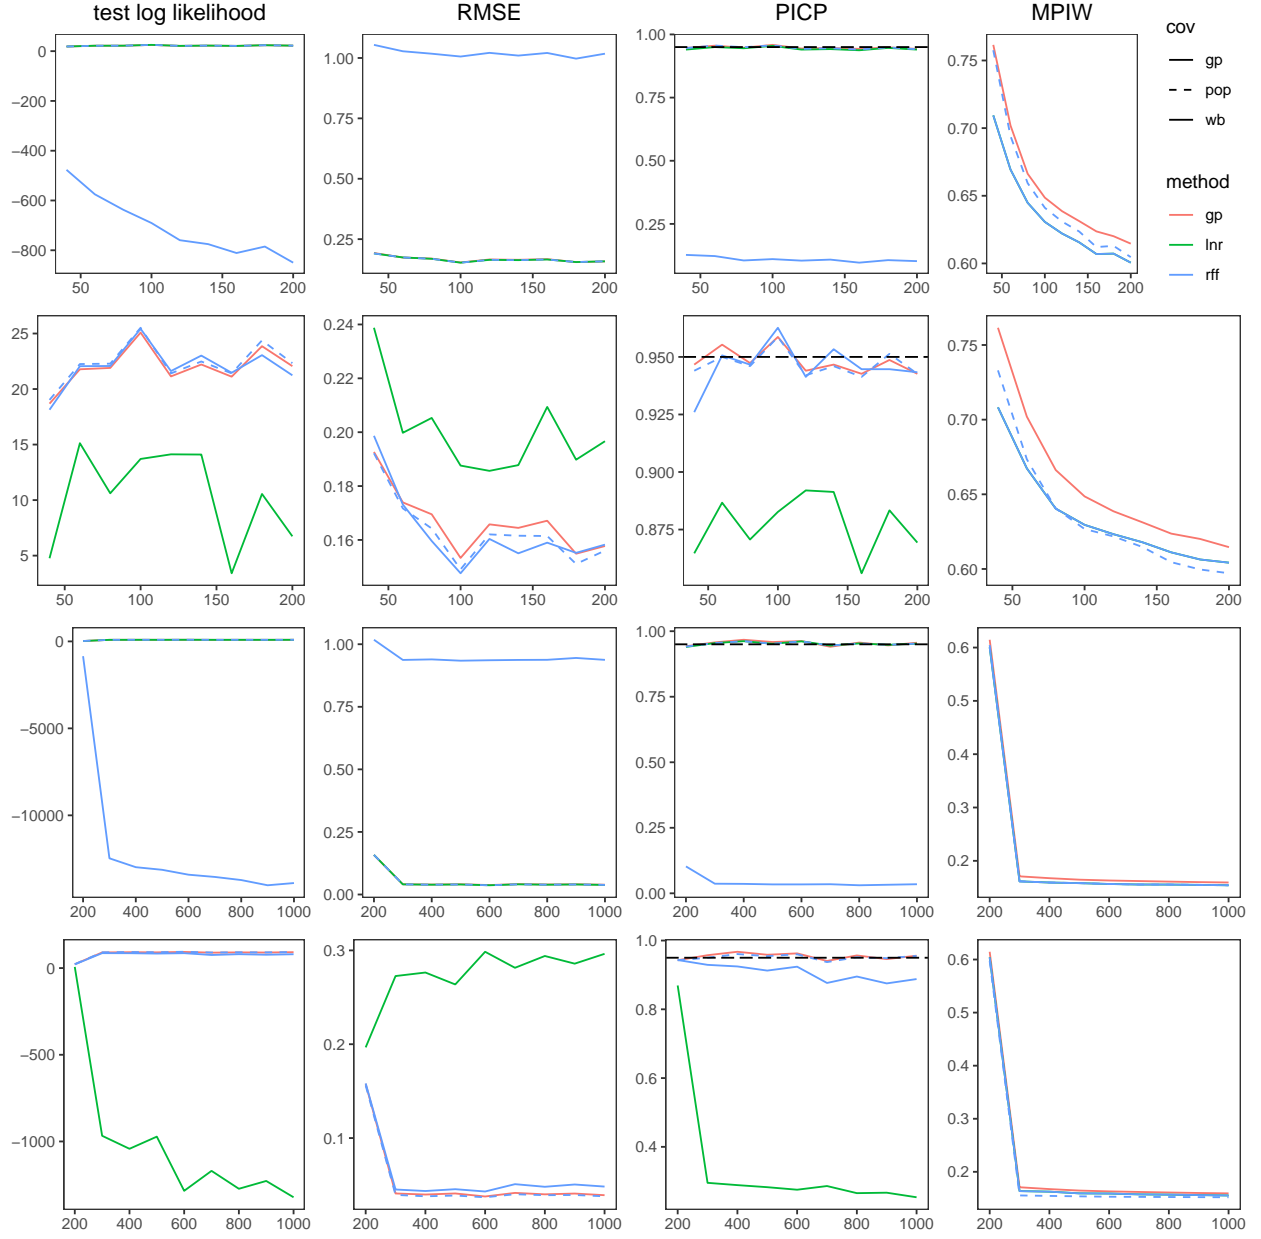 test log likelihood
RMSE
PICP
MPIW
0
−200
−400
−600
−800
50 100 150 200
1.00
0.75
0.50
0.25
50 100 150 200
1.00
0.75
0.50
0.25
50 100 150 200
0.75
0.70
0.65
0.60
50 100 150 200
cov
gp
pop
wb
method
gp
lnr
rff
25
20
15
10
5
50 100 150 200
0.24
0.22
0.20
0.18
0.16
50 100 150 200
0.950
0.925
0.900
0.875
50 100 150 200
0.75
0.70
0.65
0.60
50 100 150 200
0
−5000
−10000
200 400 600 800 1000
1.00
0.75
0.50
0.25
0.00
200 400 600 800 1000
1.00
0.75
0.50
0.25
0.00
200 400 600 800 1000
0.6
0.5
0.4
0.3
0.2
200 400 600 800 1000
0
−500
−1000
200 400 600 800 1000
0.3
0.2
0.1
200 400 600 800 1000
1.0
0.8
0.6
0.4
200 400 600 800 1000
0.6
0.5
0.4
0.3
0.2
200 400 600 800 1000